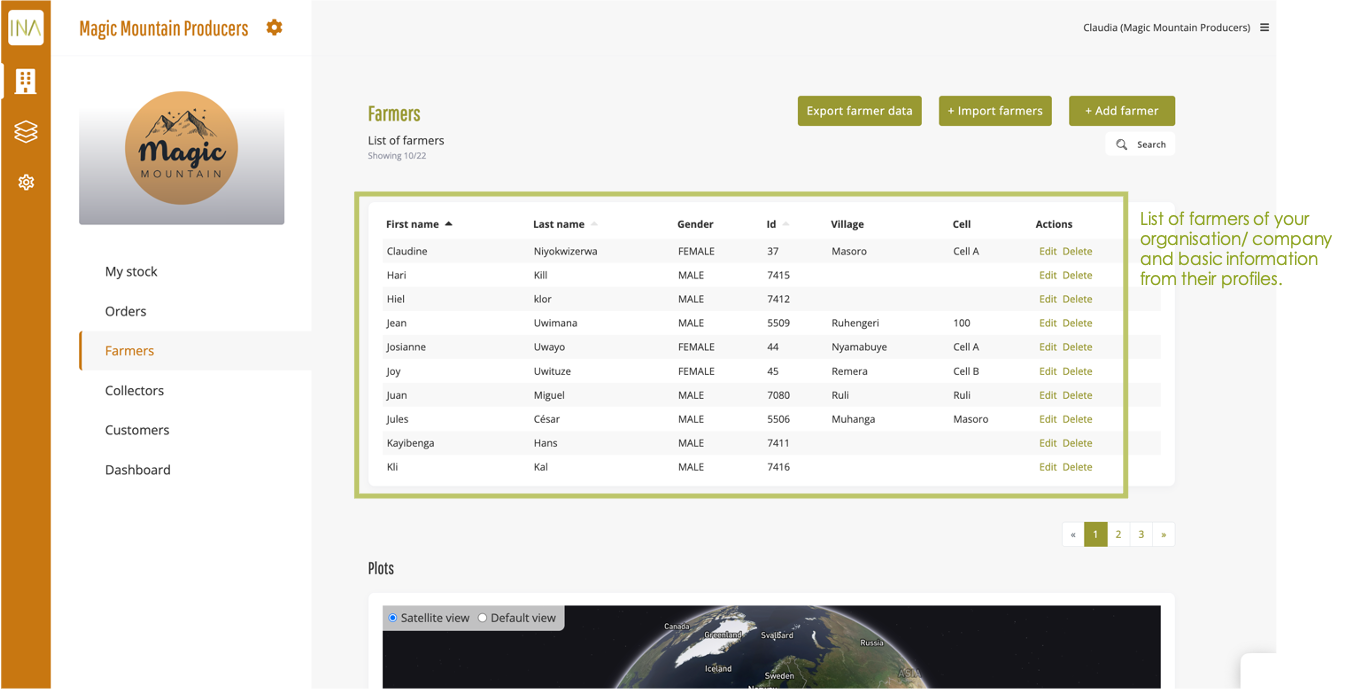 INA
Magic Mountain Producers
Claudia (Magic Mountain Producers)
Magic
MOUNTAIN
My stock
Orders
Farmers
Collectors
Customers
Dashboard
Farmers
List of farmers
Showing 10/22
Export farmer data
+ Import farmers
+ Add farmer
Search
First name Last name Gender Id Village Cell Actions
Claudine Niyokwizerwa FEMALE 37 Masoro Cell A Edit Delete
Hari Kill MALE 7415 Edit Delete
Hiel klor MALE 7412 Edit Delete
Jean Uwimana MALE 5509 Ruhengeri 100 Edit Delete
Josianne Uwayo FEMALE 44 Nyamabuye Cell A Edit Delete
Joy Uwituze FEMALE 45 Remera Cell B Edit Delete
Juan Miguel MALE 7080 Ruli Ruli Edit Delete
Jules César MALE 5506 Muhanga Masoro Edit Delete
Kayibenga Hans MALE 7411 Edit Delete
Kli Kal MALE 7416 Edit Delete
List of farmers of your
organisation/ company
and basic information
from their profiles.
« 1 2 3 »
Plots
Satellite view Default view
Canada
Greenland
Svalbard
Russia
ASIA
Iceland
Sweden
Norway